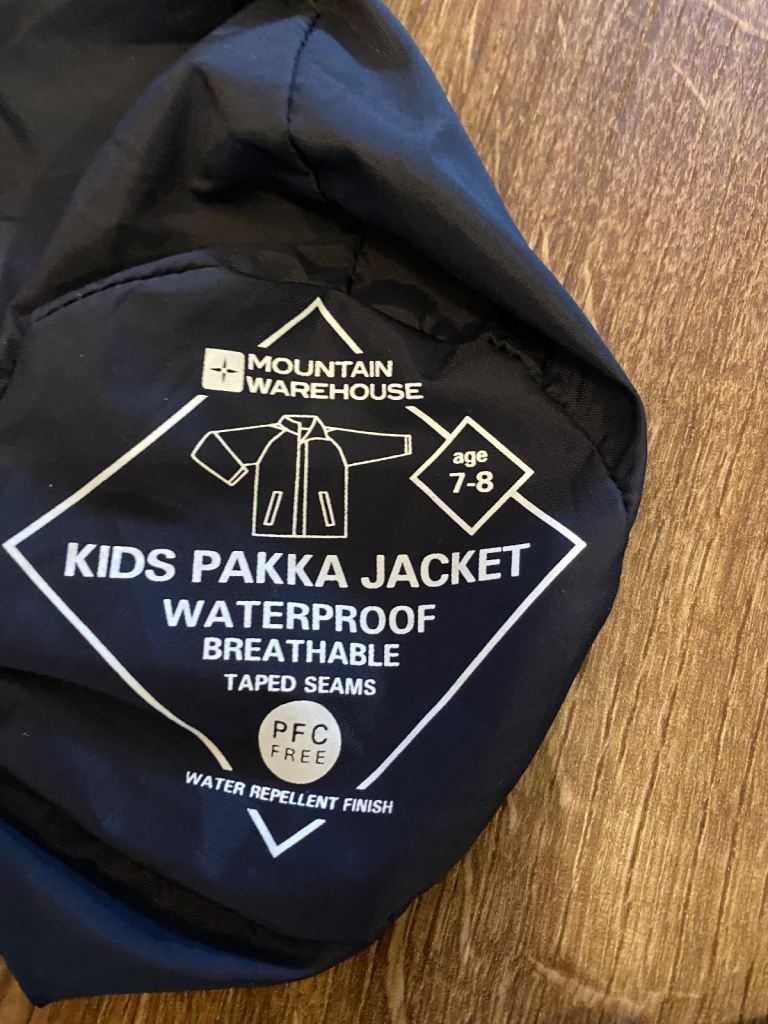 MOUNTAIN
WAREHOUSE
age
7-8
KIDS PAKKA JACKET
WATERPROOF
BREATHABLE
TAPED SEAMS
PFC
FREE
WATER REPELLENT FINISH